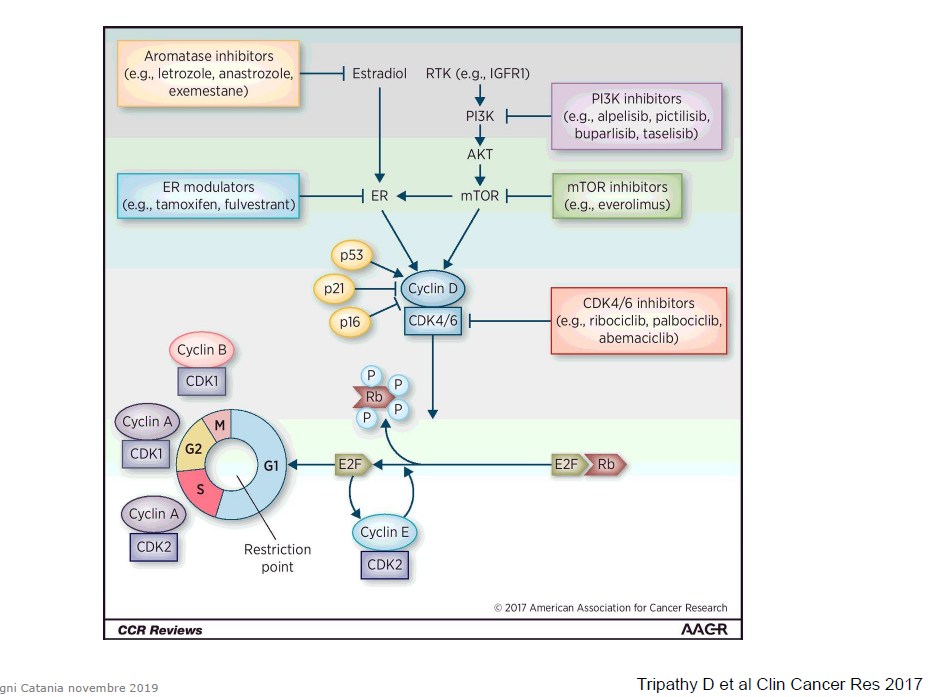 Aromatase inhibitors
(e.g., letrozole, anastrozole,
exemestane)
Estradiol
RTK (e.g., IGFR1)
PI3K
PI3K inhibitors
(e.g., alpelisib, pictilisib,
buparlisib, taselisib)
AKT
ER modulators
(e.g., tamoxifen, fulvestrant)
ER
mTOR
mTOR inhibitors
(e.g., everolimus)
p53
p21
p16
Cyclin D
CDK4/6
CDK4/6 inhibitors
(e.g., ribociclib, palbociclib,
abemaciclib)
Cyclin B
CDK1
Cyclin A
CDK1
Cyclin A
CDK2
M
G2
S
G1
Restriction
point
P
P
Rb
P
P
E2F
E2F
Rb
Cyclin E
CDK2
© 2017 American Association for Cancer Research
CCR Reviews
AACR
gni Catania novembre 2019
Tripathy D et al Clin Cancer Res 2017